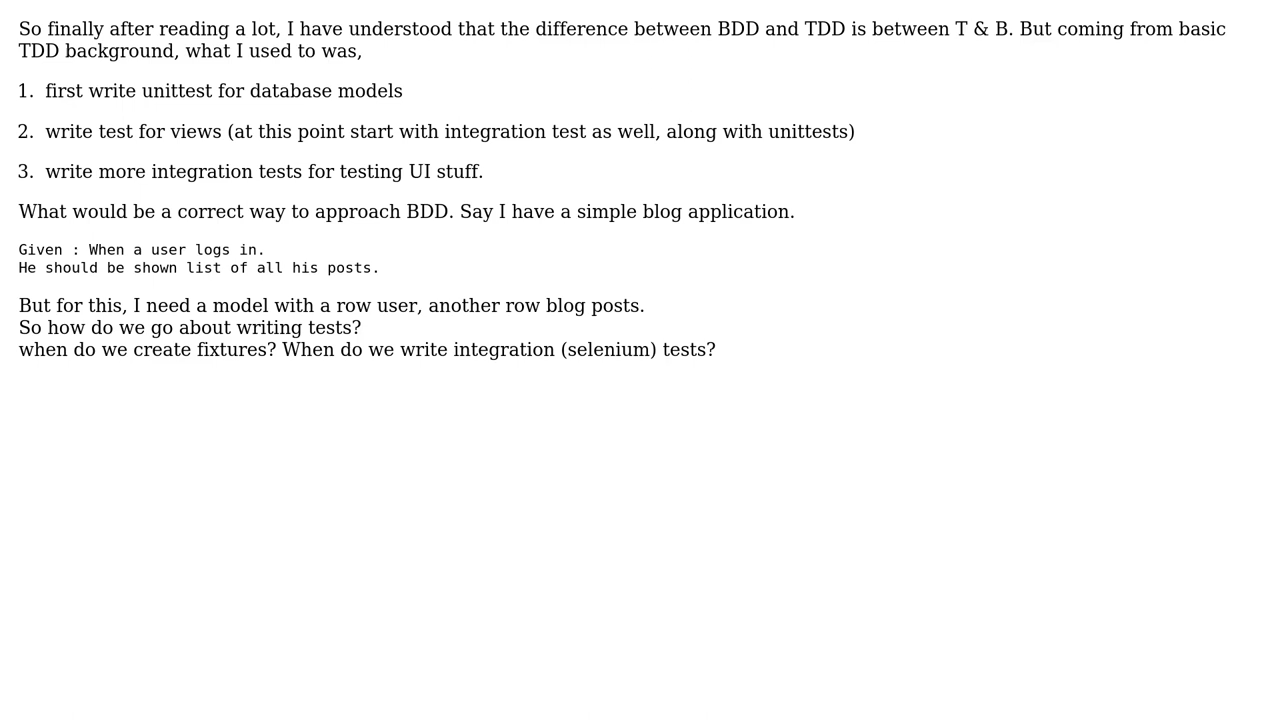 So finally after reading a lot, I have understood that the difference between BDD and TDD is between T & B. But coming from basic
TDD background, what I used to was,
1. first write unittest for database models
2. write test for views (at this point start with integration test as well, along with unittests)
3. write more integration tests for testing UI stuff.
What would be a correct way to approach BDD. Say I have a simple blog application.
Given : When a user logs in.
He should be shown list of all his posts.
But for this, I need a model with a row user, another row blog posts.
So how do we go about writing tests?
when do we create fixtures? When do we write integration (selenium) tests?